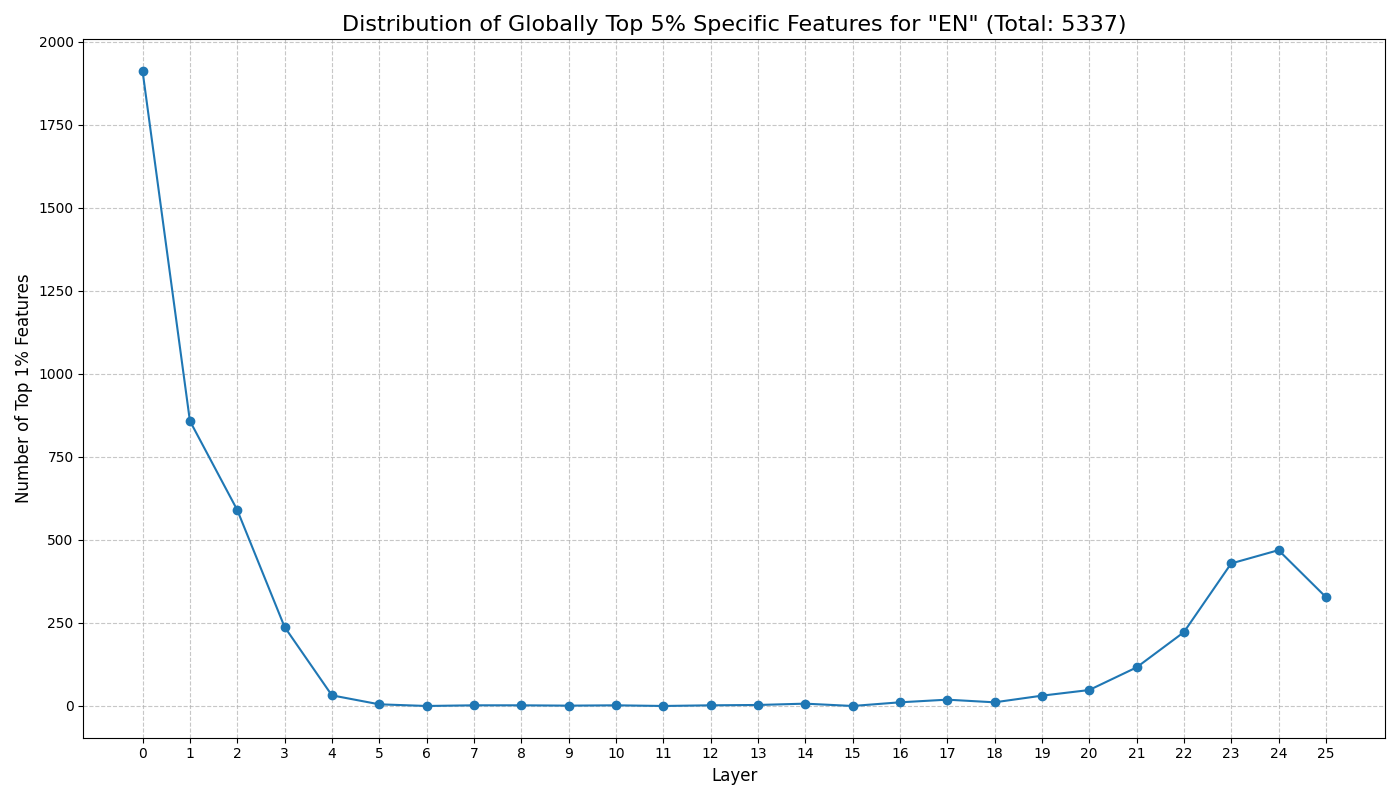 Distribution of Globally Top 5% Specific Features for "EN" (Total: 5337)
Number of Top 1% Features
2000
1750
1500
1250
1000
750
500
250
0
0 1 2 3 4 5 6 7 8 9 10 11 12 13 14 15 16 17 18 19 20 21 22 23 24 25
Layer